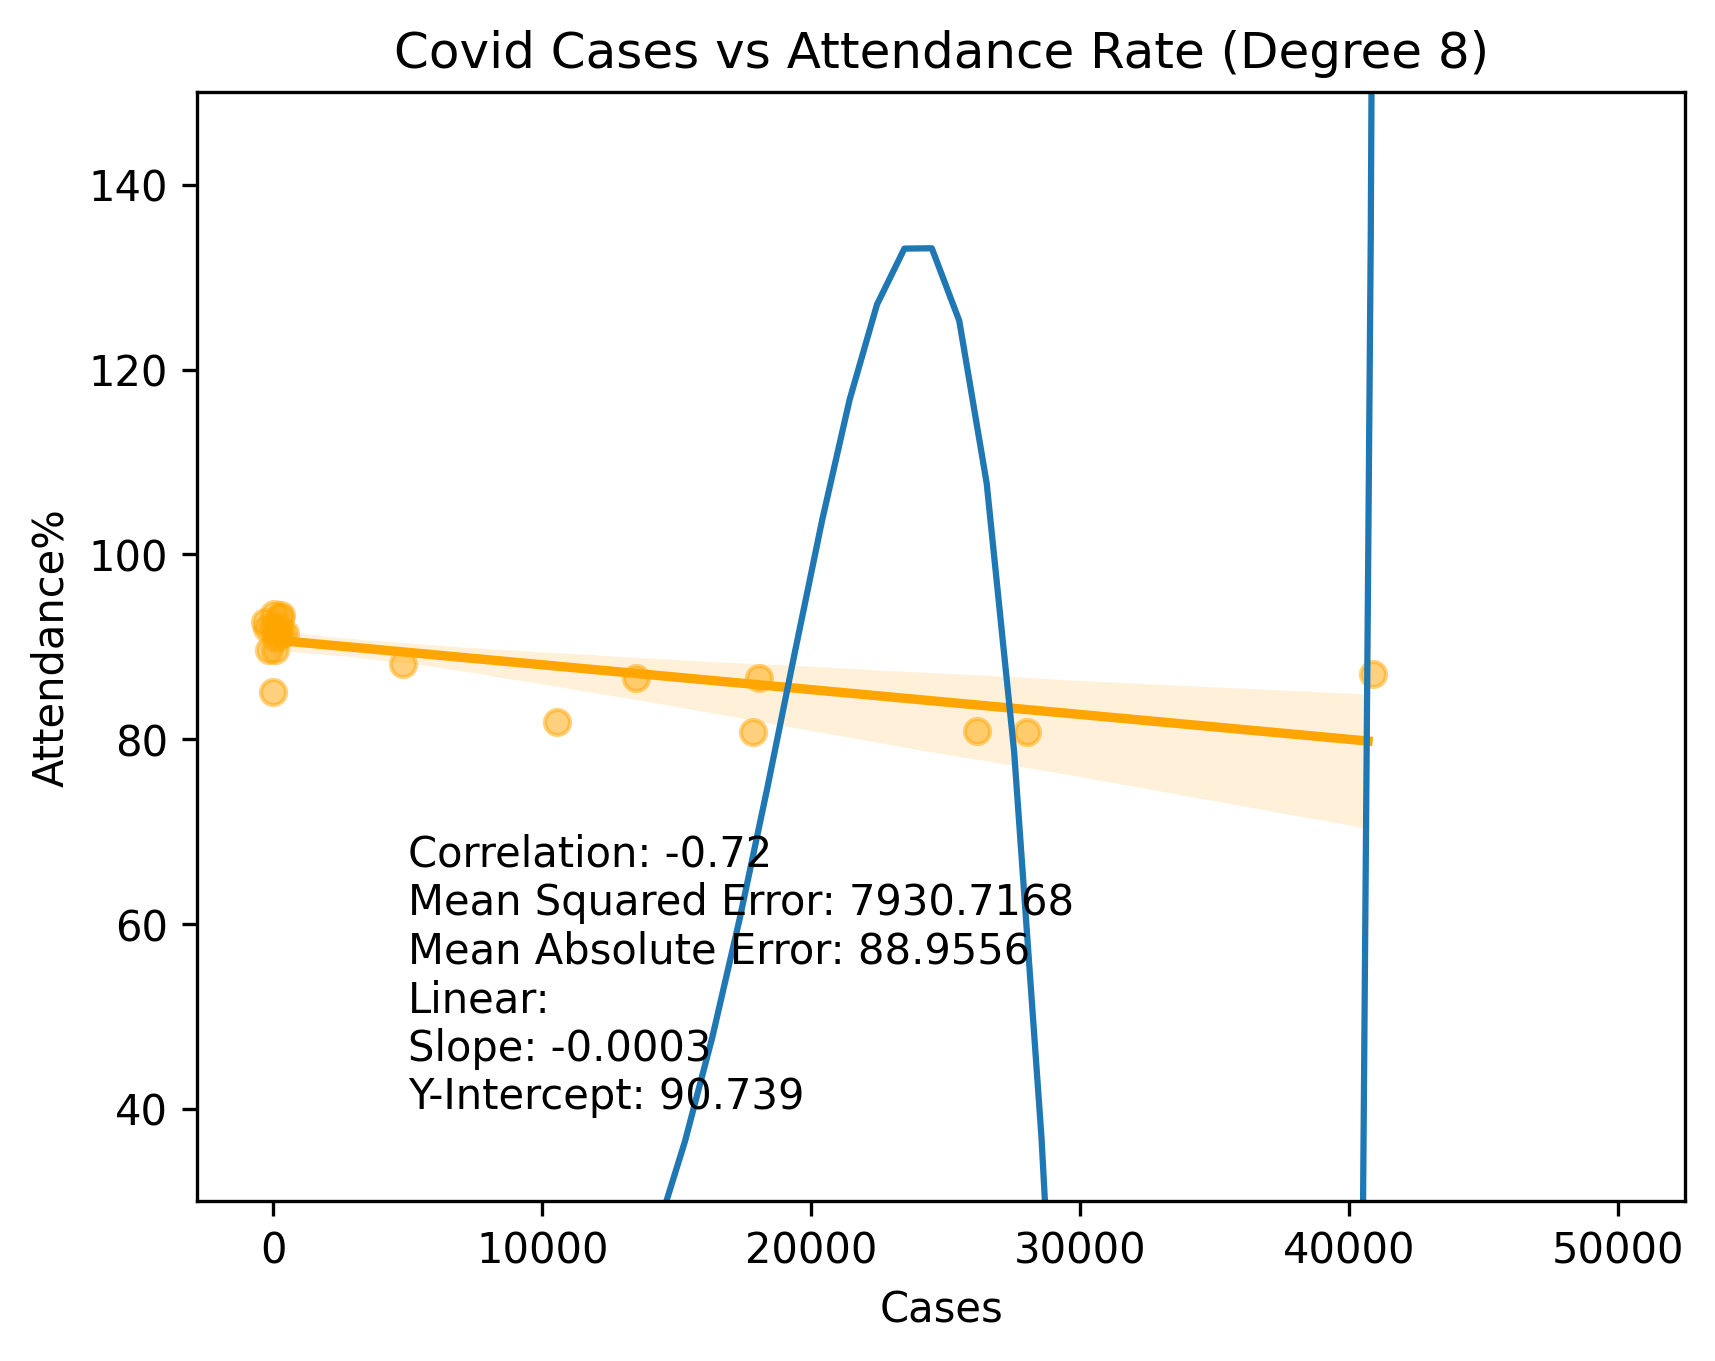 Covid Cases vs Attendance Rate (Degree 8)
140
120
100
80
60
40
Attendance%
Correlation: -0.72
Mean Squared Error: 7930.7168
Mean Absolute Error: 88.9556
Linear:
Slope: -0.0003
Y-Intercept: 90.739
0 10000 20000 30000 40000 50000
Cases